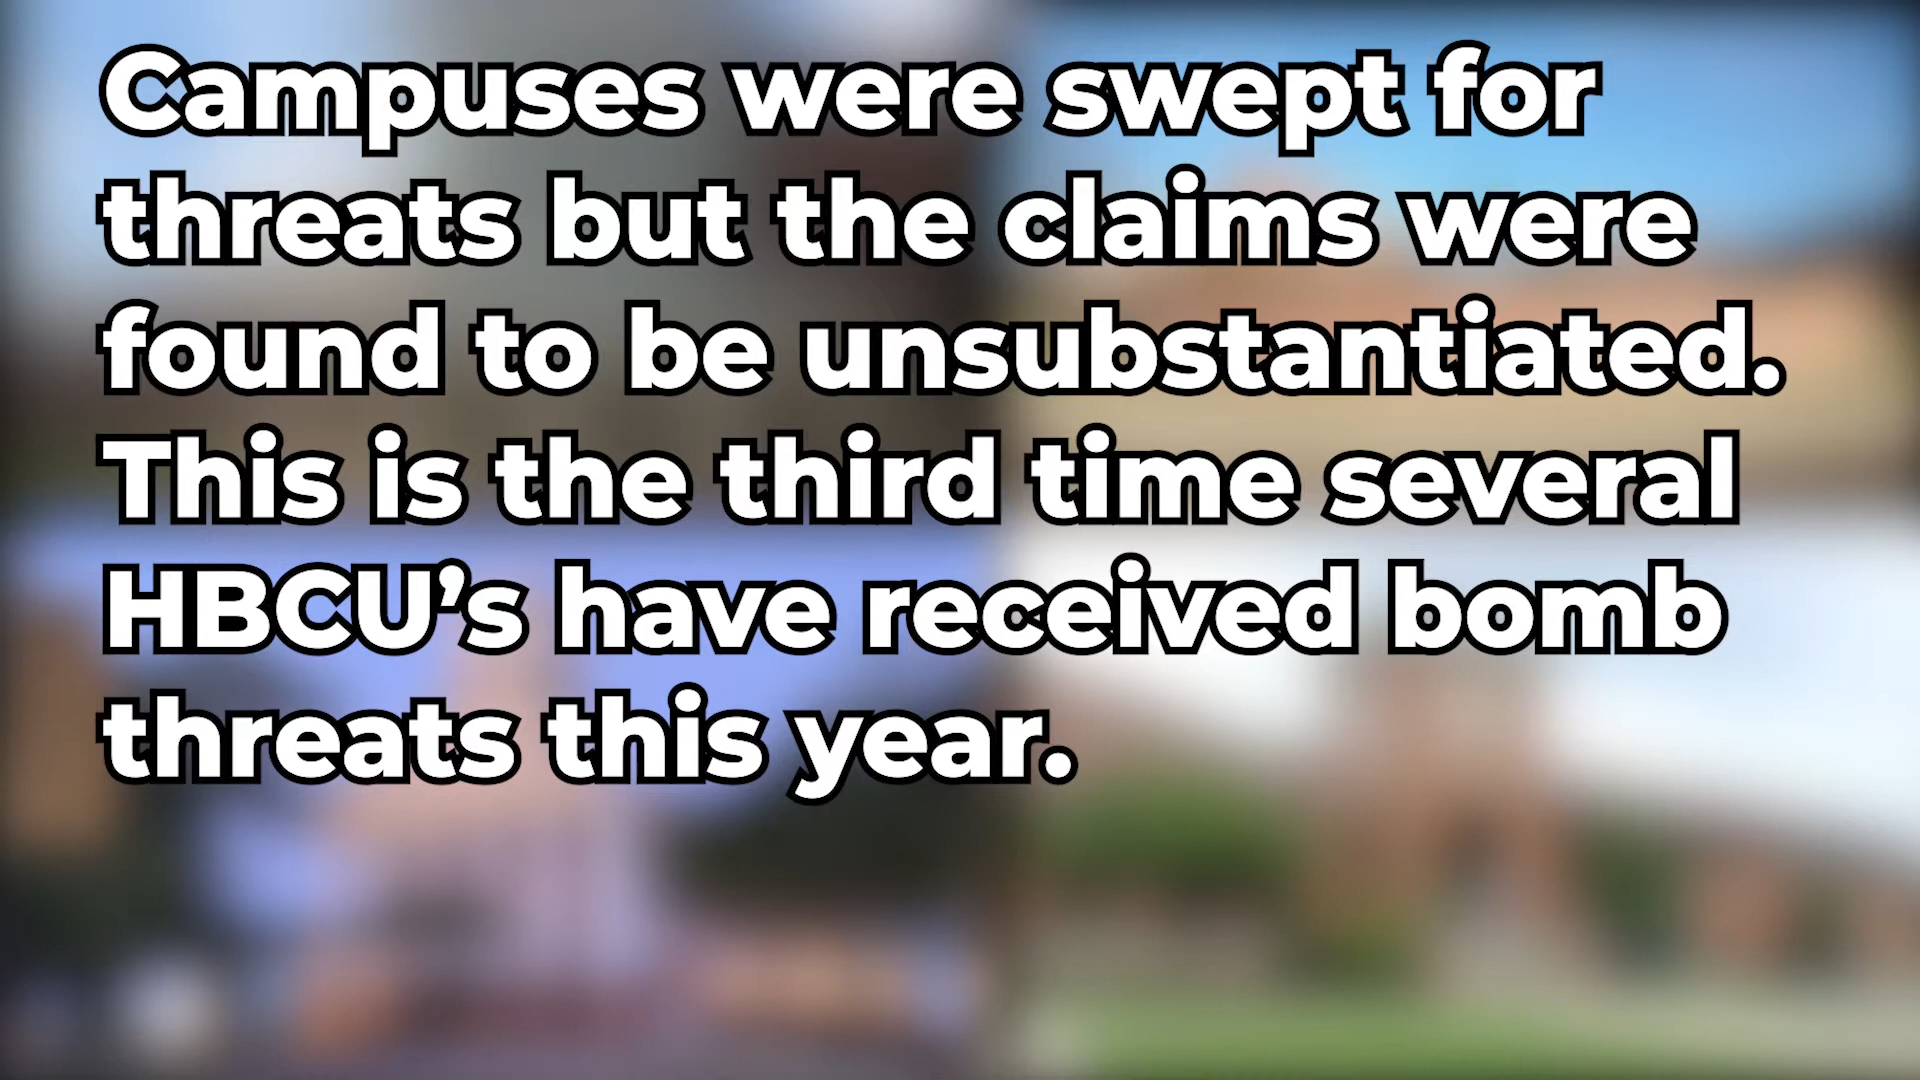 Campuses were swept for
threats but the claims were
found to be unsubstantiated.
This is the third time several
HBCU’s have received bomb
threats this year.